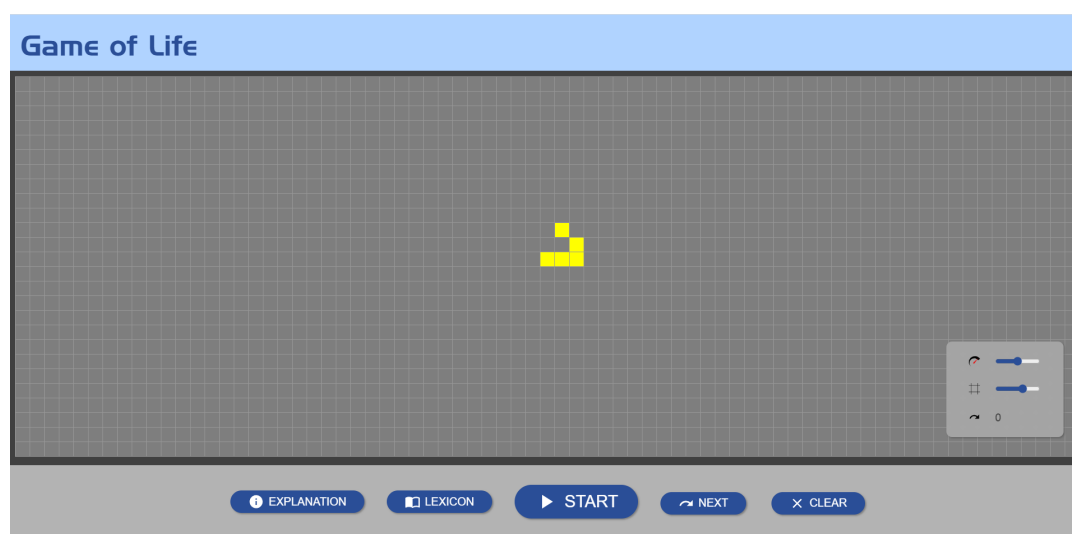 Game of Life
0
EXPLANATION
LEXICON
START
NEXT
CLEAR